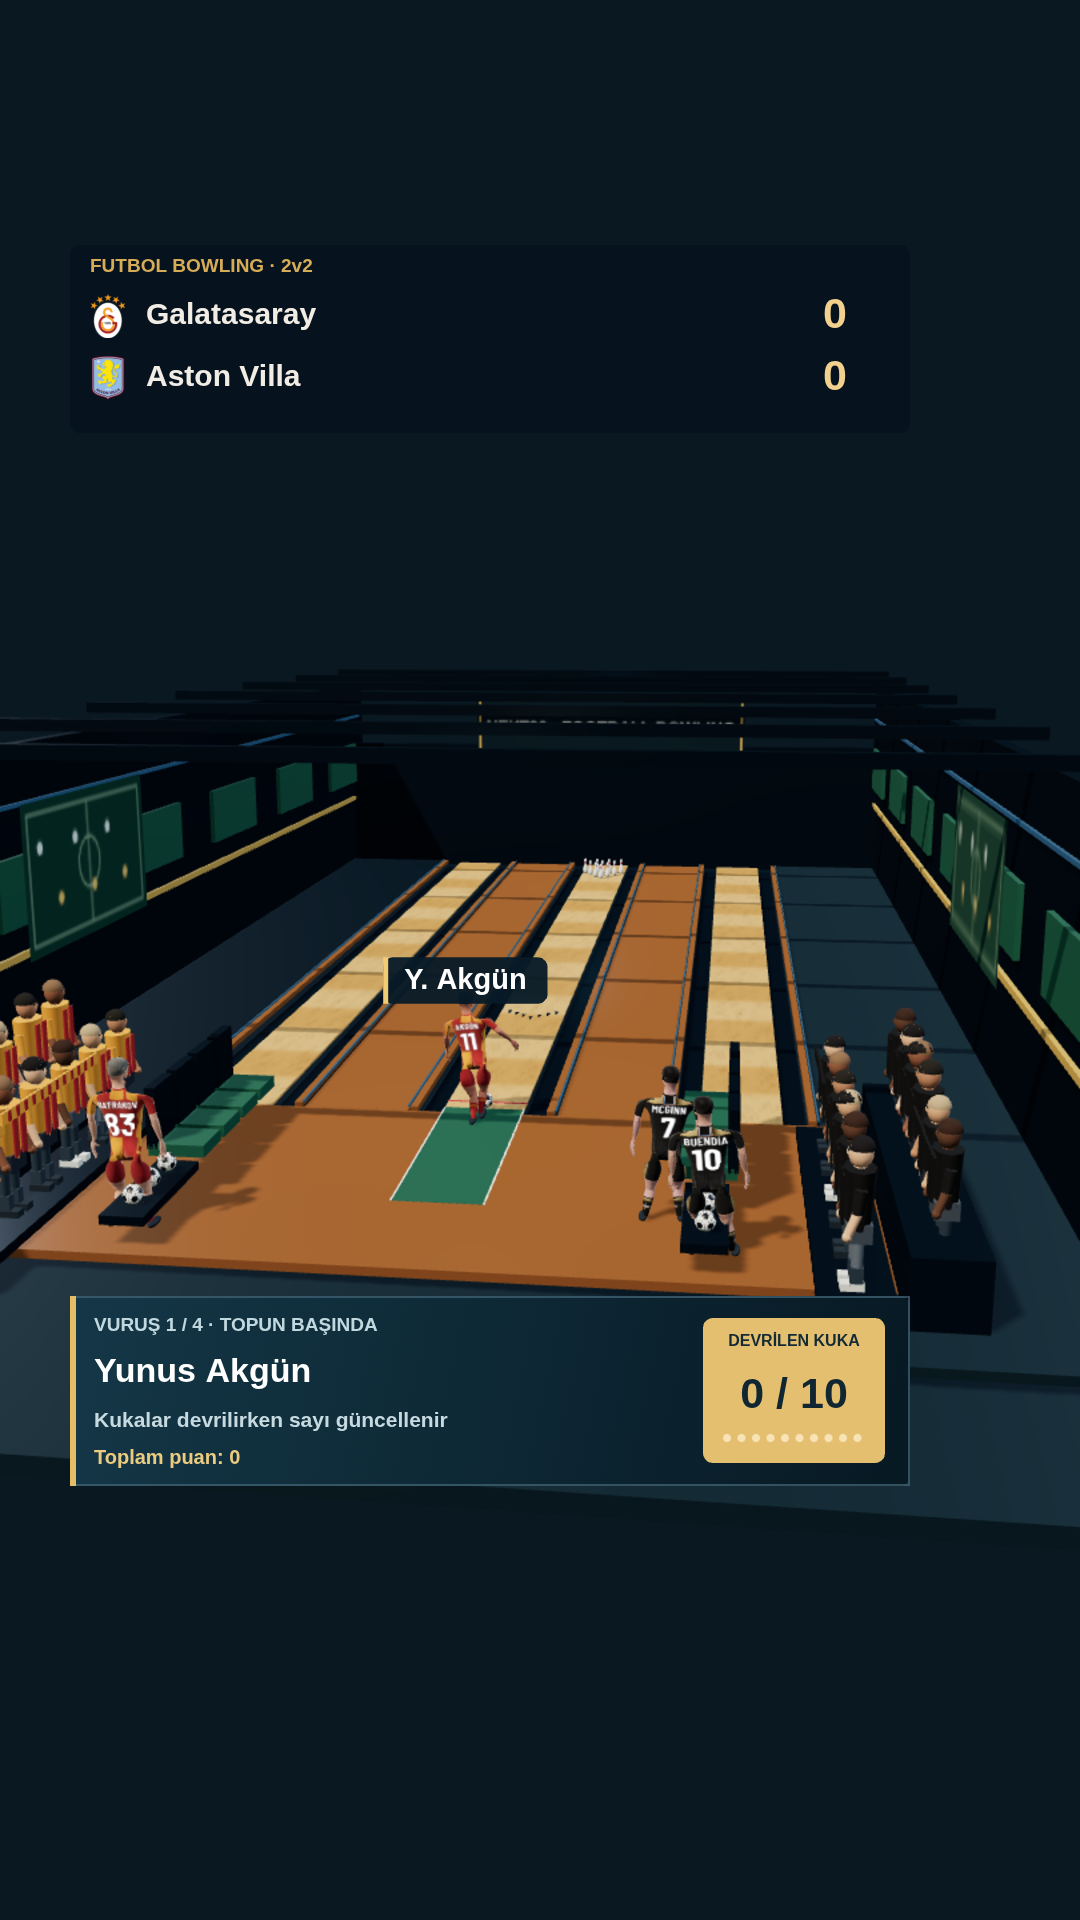 FUTBOL BOWLING · 2v2
Galatasaray 0
Aston Villa 0
Y. Akgün
AKGÜN
11
83
MCGINN
7
BUENDIA
10
VURUŞ 1 / 4 · TOPUN BAŞINDA
Yunus Akgün
Kukalar devrilirken sayı güncellenir
Toplam puan: 0
DEVRİLEN KUKA
0 / 10